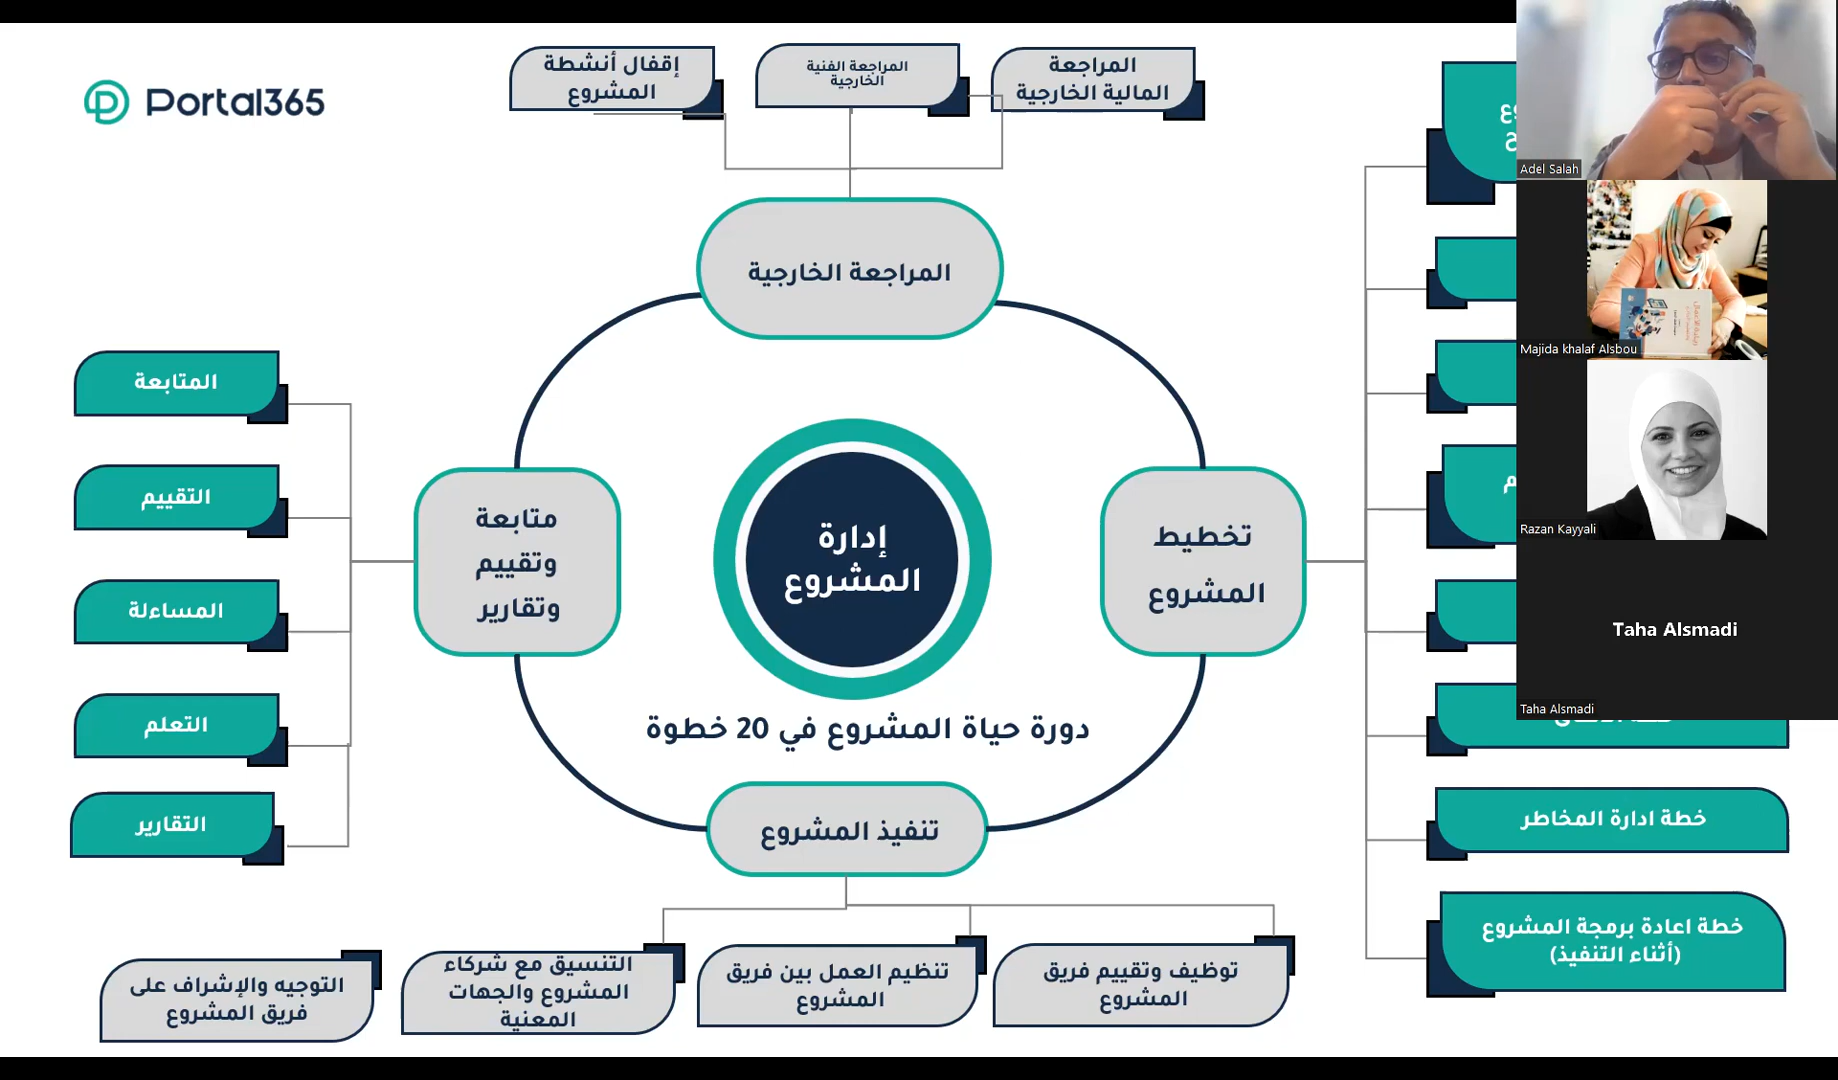 Portal365
إقفال أنشطة
المشروع
المراجعة الفنية
الخارجية
المراجعة
المالية الخارجية
المراجعة الخارجية
تخطيط
المشروع
إدارة
المشروع
متابعة
وتقييم
وتقارير
المتابعة
التقييم
المساءلة
التعلم
التقارير
دورة حياة المشروع في 20 خطوة
تنفيذ المشروع
توظيف وتقييم فريق
المشروع
تنظيم العمل بين فريق
المشروع
التنسيق مع شركاء
المشروع والجهات
المعنية
التوجيه والإشراف على
فريق المشروع
خطة ادارة المخاطر
خطة اعادة برمجة المشروع
(أثناء التنفيذ)
Adel Salah
Majida khalaf Alsbou
Razan Kayyali
Taha Alsmadi
Taha Alsmadi